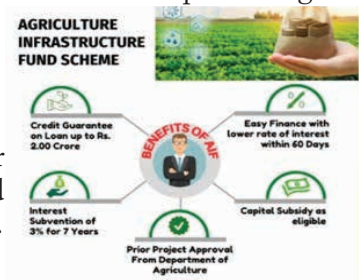 AGRICULTURE
INFRASTRUCTURE
FUND SCHEME
Credit Guarantee
on Loan up to Rs.
2.00 Crore
BENEFITS OF AIF
Easy Finance with
lower rate of interest
within 60 Days
Interest
Subvention of
3% for 7 Years
Capital Subsidy as
eligible
Prior Project Approval
From Department of
Agriculture